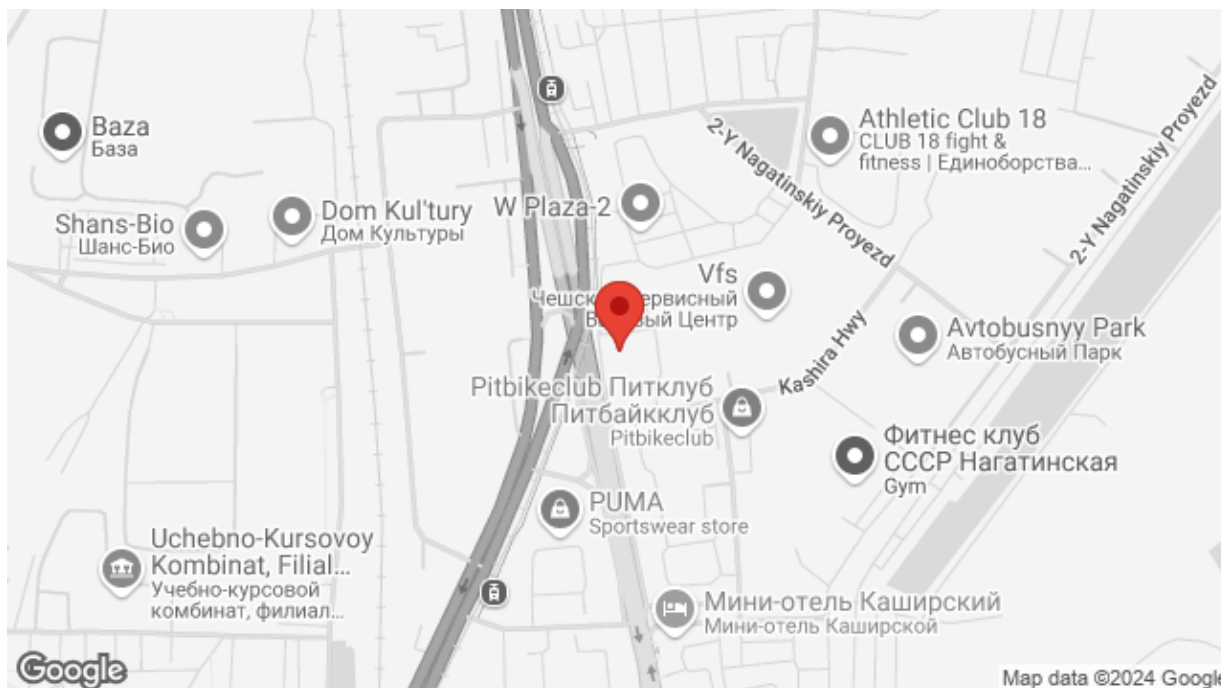 Baza
База
Shans-Bio
Шанс-Био
Dom Kul'tury
Дом Культуры
W Plaza-2
Athletic Club 18
CLUB 18 fight &
fitness | Единоборства...
2-Y Nagatinskiy Proyezd
2-Y Nagatinskiy Proyezd
Vfs
Чешск ервисный
В вый Центр
Kashira Hwy
Avtobusnyy Park
Автобусный Парк
Pitbikeclub Питклуб
Питбайкклуб
Pitbikeclub
Фитнес клуб
СССР Нагатинская
Gym
PUMA
Sportswear store
Uchebno-Kursovoy
Kombinat, Filial...
Учебно-курсовой
комбинат, филиал...
Мини-отель Каширский
Мини-отель Каширской
Google
Map data ©2024 Google